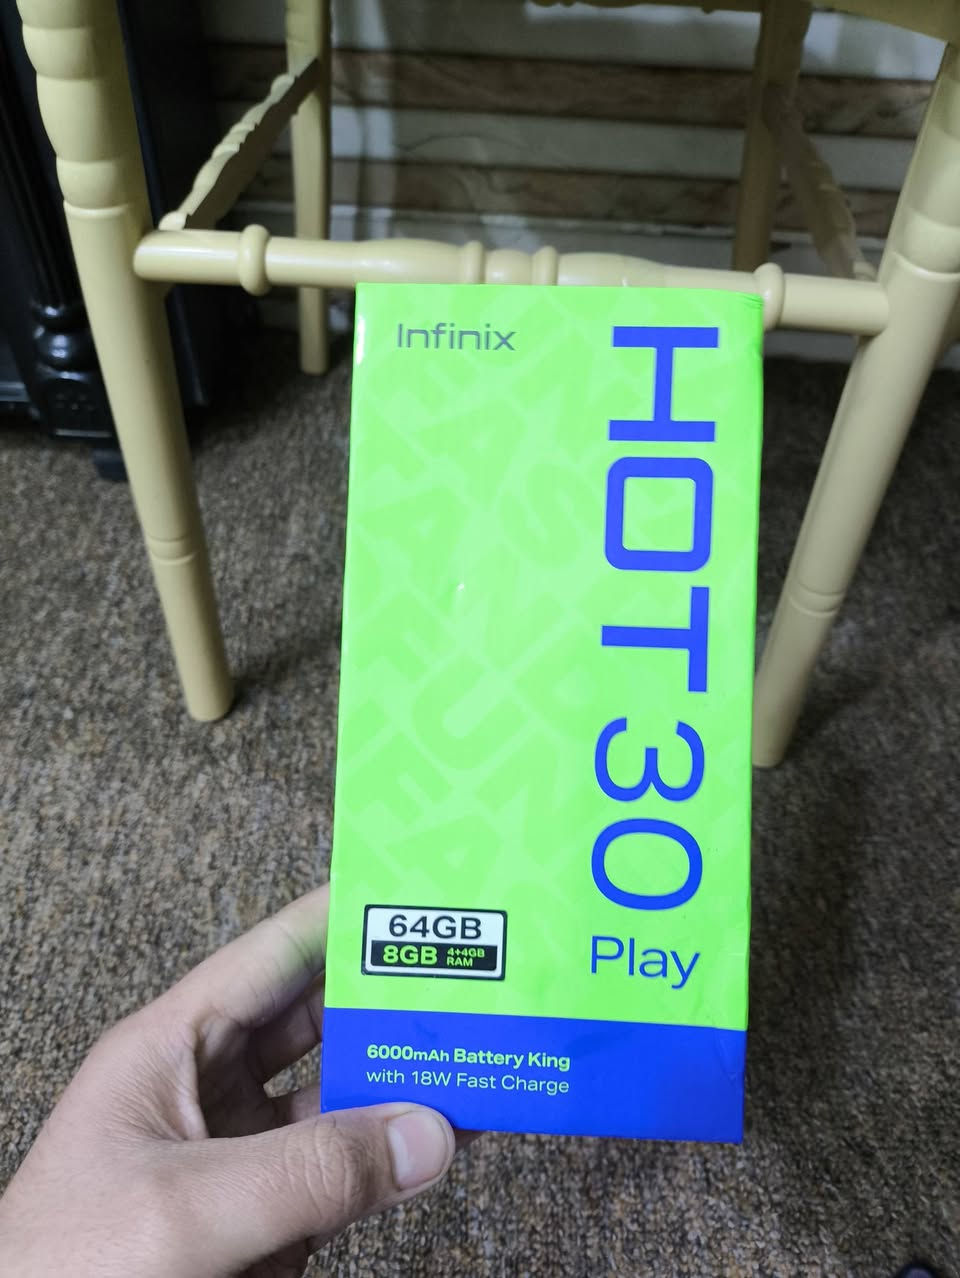 Infinix
HOT 30
Play
64GB
8GB 4+4GB
RAM
6000mAh Battery King
with 18W Fast Charge